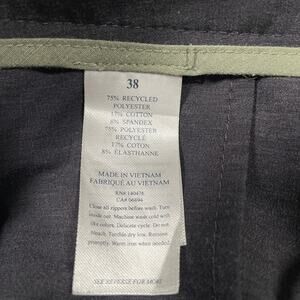 38
75% RECYCLED
POLYESTER
17% COTTON
8% SPANDEX
75% POLYESTER
RECYCLÉ
17% COTON
8% ÉLASTHANNE
MADE IN VIETNAM
FABRIQUÉ AU VIETNAM
RN# 140475
CA# 06494
Close all zippers before wash. Turn
inside out. Machine wash cold with
like colors. Delicate cycle. Do not
bleach. Tumble dry low. Remove
promptly. Warm iron when needed.
SEE REVERSE FOR MORE